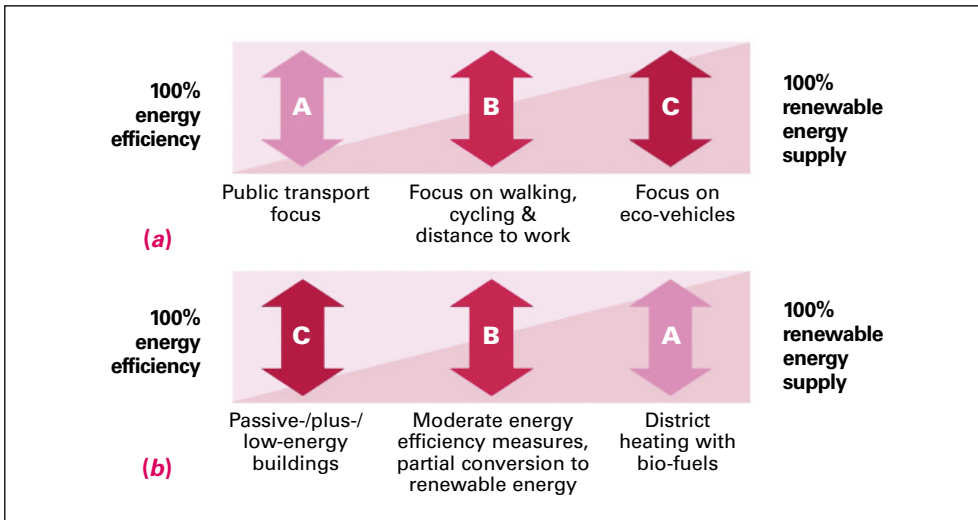 100%
energy
efficiency
A
B
C
100%
renewable
energy
supply
Public transport
focus
Focus on walking,
cycling &
distance to work
Focus on
eco-vehicles
(a)
100%
energy
efficiency
C
B
A
100%
renewable
energy
supply
Passive-/plus-/
low-energy
buildings
Moderate energy
efficiency measures,
partial conversion to
renewable energy
District
heating with
bio-fuels
(b)